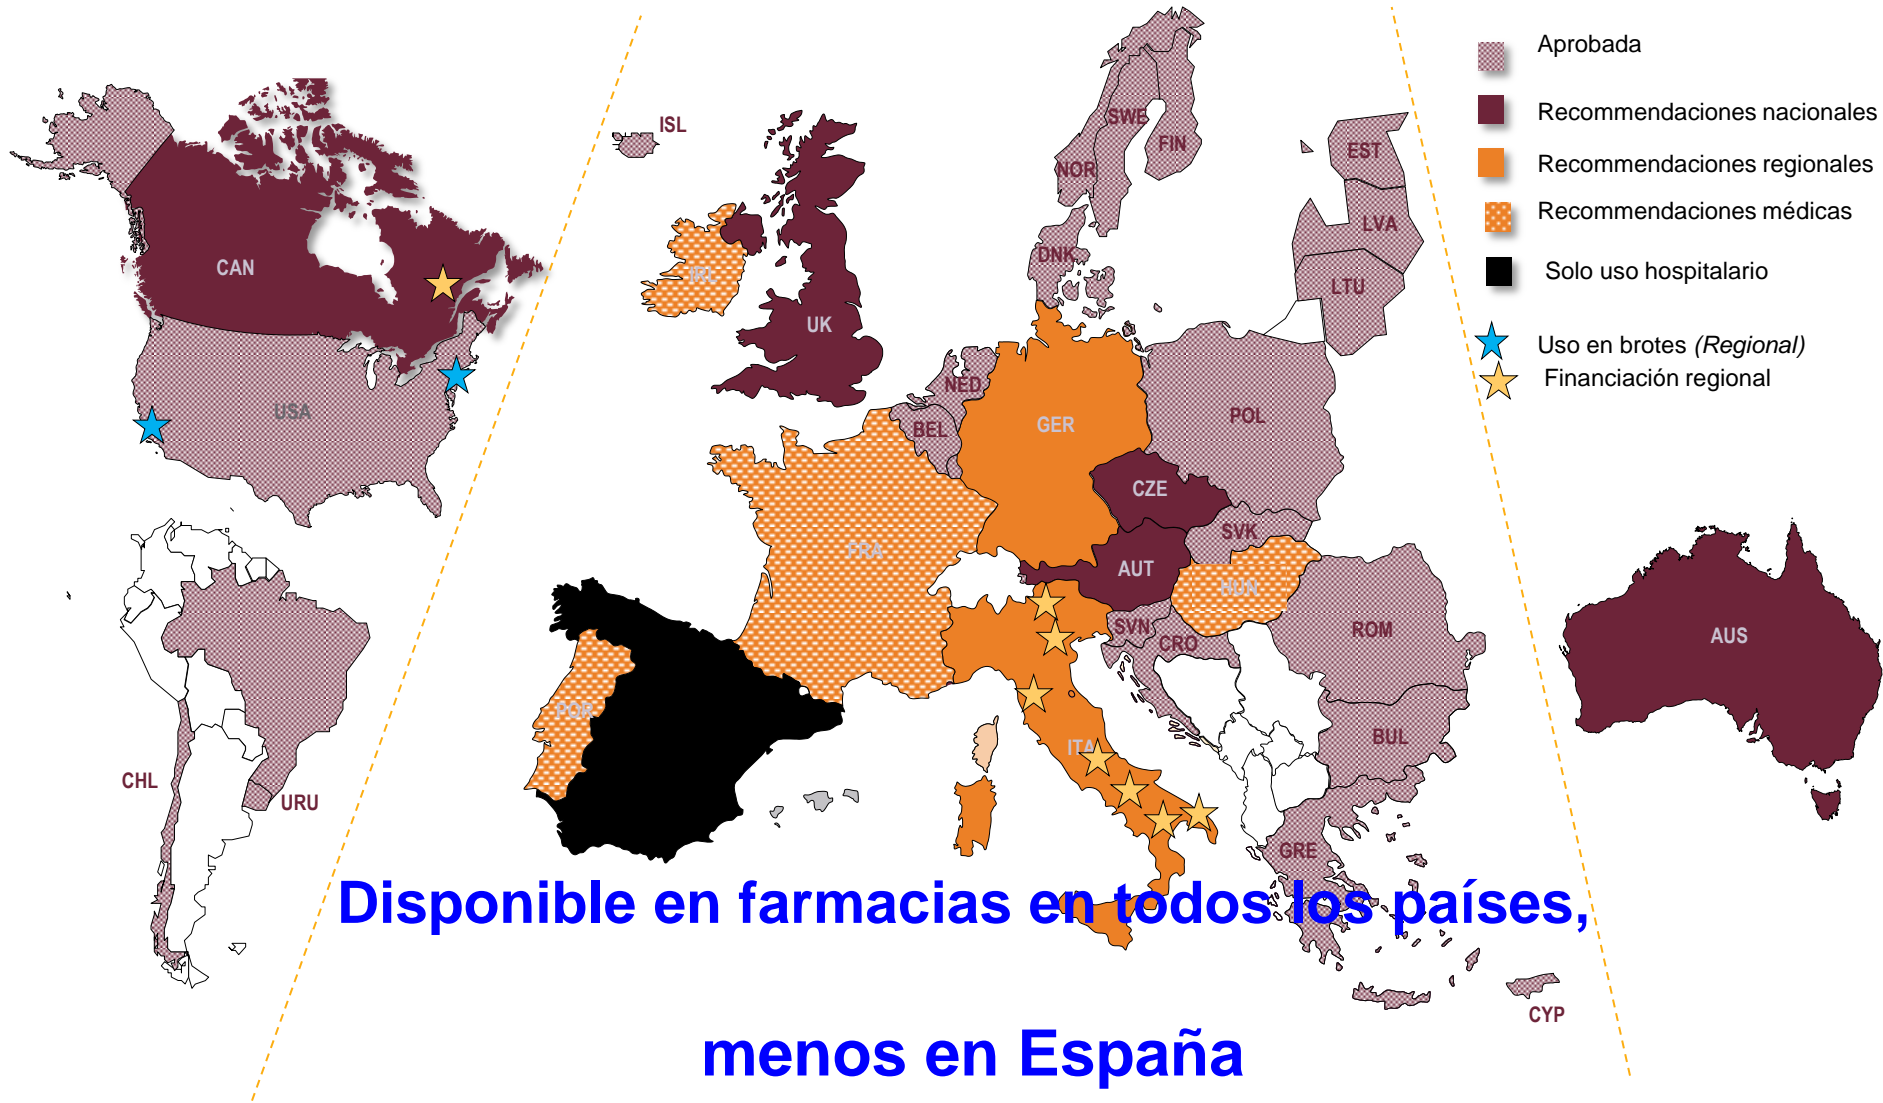 Aprobada
Recommendaciones nacionales
Recommendaciones regionales
Recommendaciones médicas
Solo uso hospitalario
Uso en brotes (Regional)
Financiación regional
ISL
SWE
FIN
NOR
EST
LVA
DNK
LTU
CAN
IRL
UK
USA
NED
BEL
GER
POL
CZE
SVK
FRA
AUT
HUN
SVN
CRO
ROM
AUS
POR
ITA
BUL
CHL
URU
GRE
CYP
Disponible en farmacias en todos los países,
menos en España